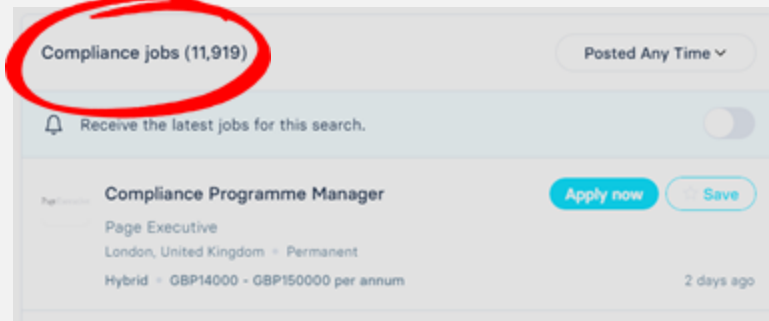 Compliance jobs (11,919)
Posted Any Time
Receive the latest jobs for this search.
Compliance Programme Manager
Apply now
Save
Page Executive
London, United Kingdom • Permanent
Hybrid • GBP14000 - GBP150000 per annum
2 days ago